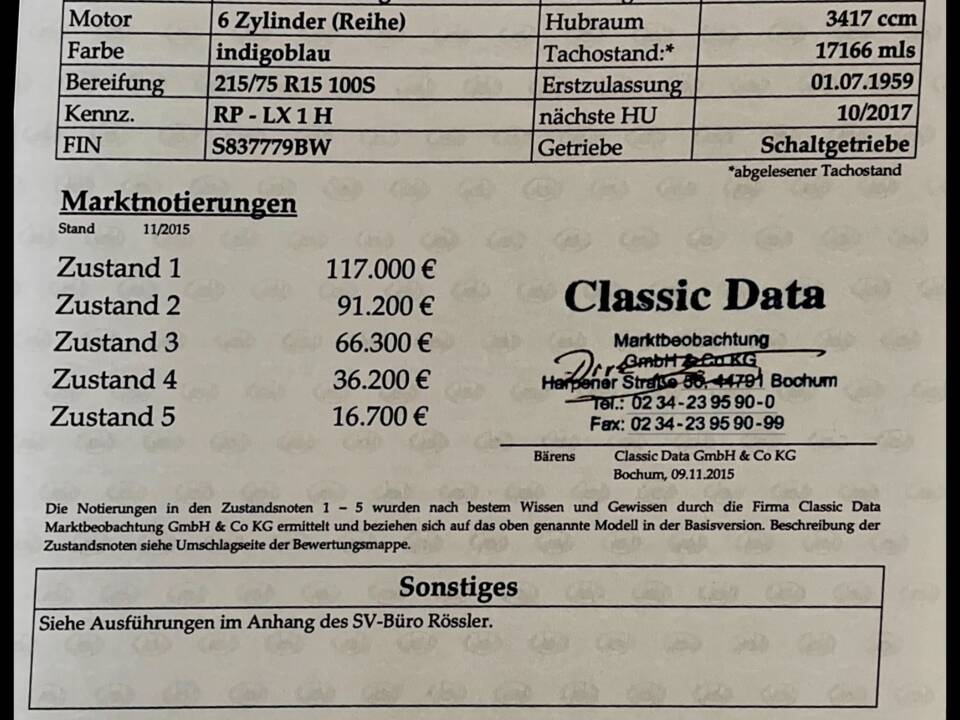 Motor 6 Zylinder (Reihe) Hubraum 3417 ccm
Farbe indigoblau Tachostand:* 17166 mls
Bereifung 215/75 R15 100S Erstzulassung 01.07.1959
Kennz. RP - LX 1 H nächste HU 10/2017
FIN S837779BW Getriebe Schaltgetriebe
*abgelesener Tachostand
Marktnotierungen
Stand 11/2015
Zustand 1 117.000 €
Zustand 2 91.200 €
Zustand 3 66.300 €
Zustand 4 36.200 €
Zustand 5 16.700 €
Classic Data
Marktbeobachtung
GmbH & Co KG
Harpener Straße 44791 Bochum
Tel.: 02 34 - 23 95 90 - 0
Fax: 02 34 - 23 95 90 - 99
Bärens Classic Data GmbH & Co KG
Bochum, 09.11.2015
Die Notierungen in den Zustandsnoten 1 – 5 wurden nach bestem Wissen und Gewissen durch die Firma Classic Data
Marktbeobachtung GmbH & Co KG ermittelt und beziehen sich auf das oben genannte Modell in der Basisversion. Beschreibung der
Zustandsnoten siehe Umschlagseite der Bewertungsmappe.
Sonstiges
Siehe Ausführungen im Anhang des SV-Büro Rössler.